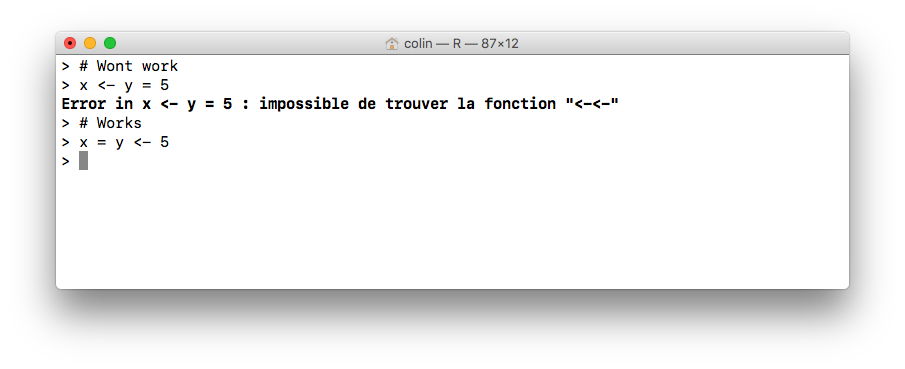 colin — R — 87×12
> # Wont work
> x <- y = 5
Error in x <- y = 5 : impossible de trouver la fonction "<-<-"
> # Works
> x = y <- 5
>